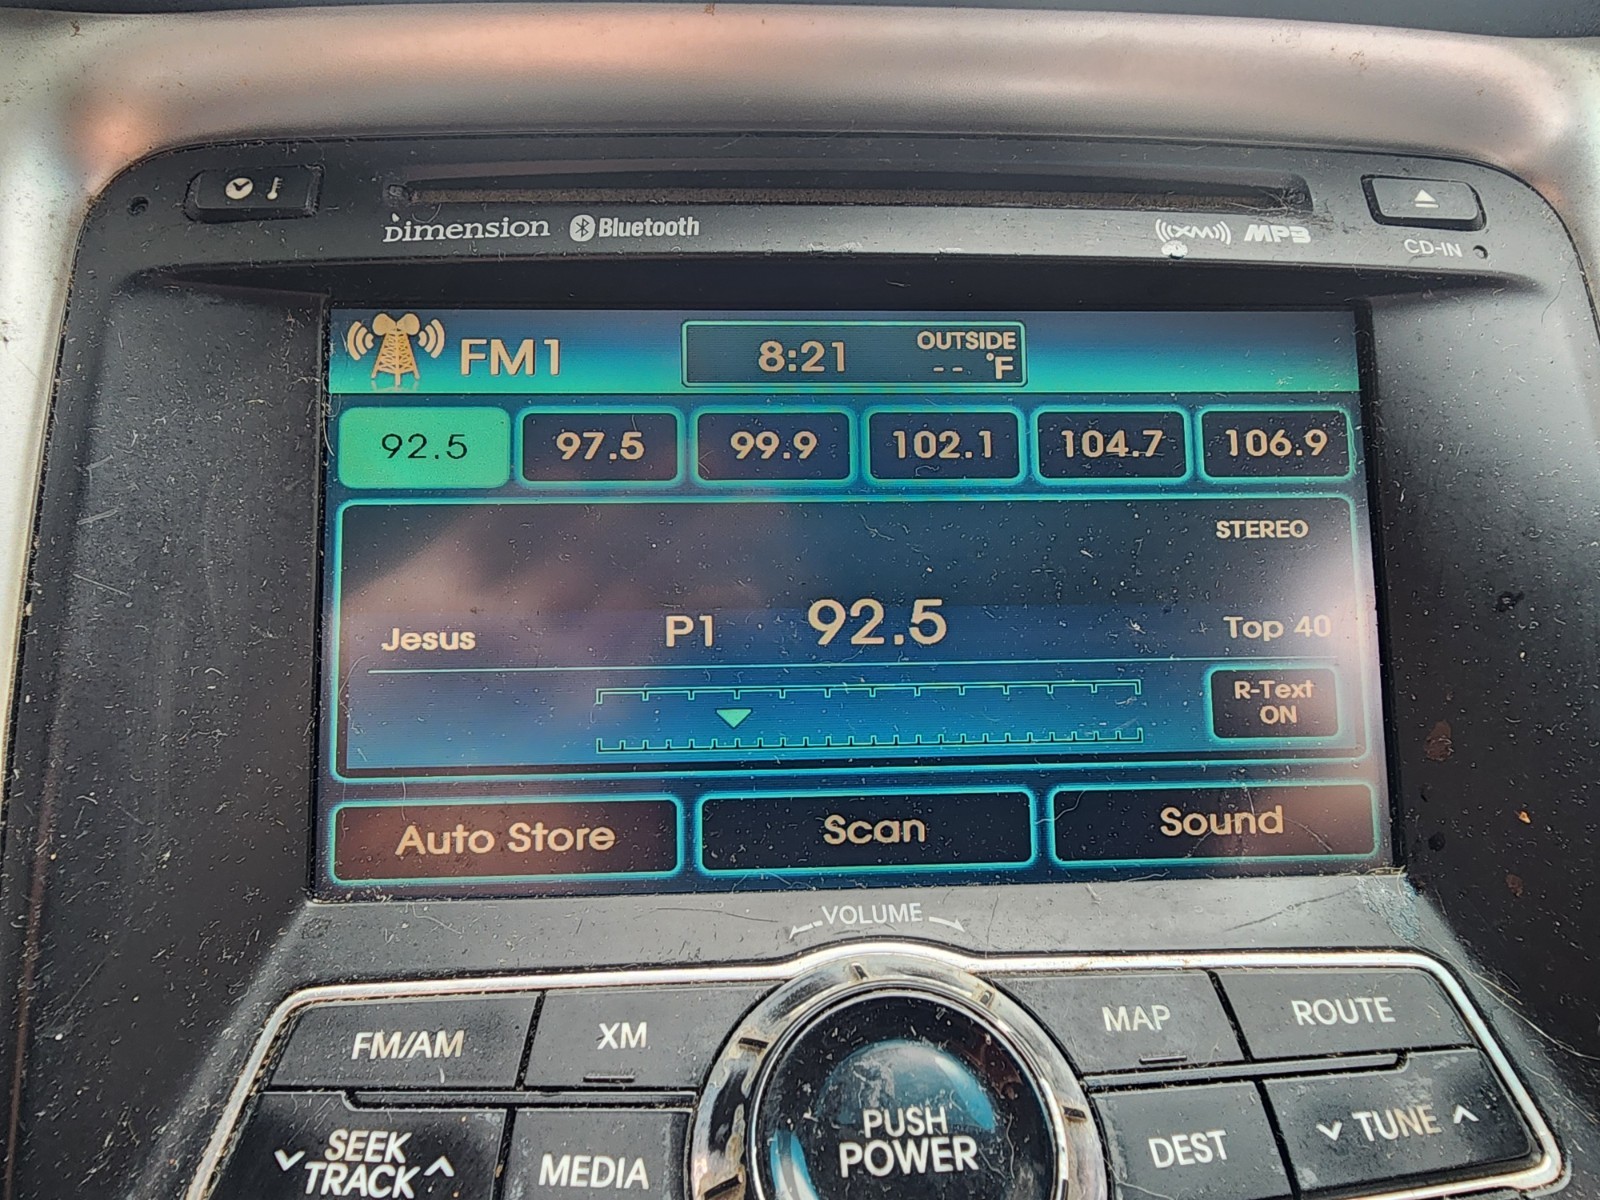 Dimension Bluetooth
((XM)) MP3
CD-IN
FM1
8:21
OUTSIDE
-- °F
92.5 97.5 99.9 102.1 104.7 106.9
STEREO
Jesus P1 92.5 Top 40
R-Text
ON
Auto Store Scan Sound
VOLUME
FM/AM XM
MAP ROUTE
SEEK
TRACK
MEDIA
PUSH
POWER
DEST
TUNE